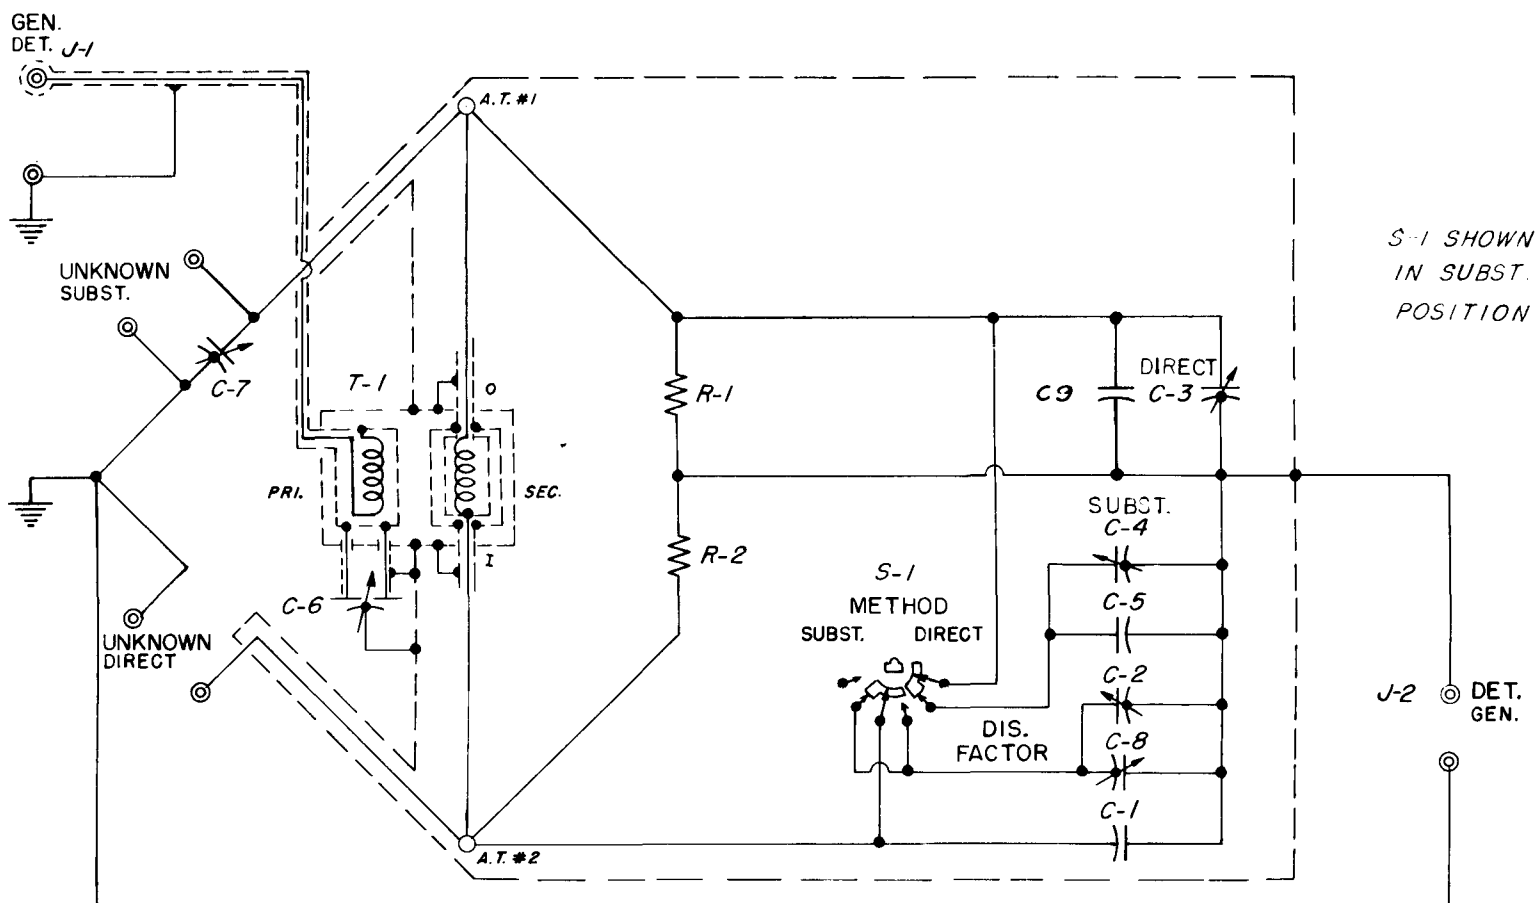 GEN.
DET. J-1
A.T. #1
S-1 SHOWN
IN SUBST.
POSITION
UNKNOWN
SUBST.
C-7
T-1
O
R-1
C9
DIRECT
C-3
PRI.
SEC.
SUBST.
C-4
I
R-2
S-1
METHOD
SUBST. DIRECT
C-5
C-6
UNKNOWN
DIRECT
C-2
J-2
DET.
GEN.
DIS.
FACTOR
C-8
C-1
A.T. #2